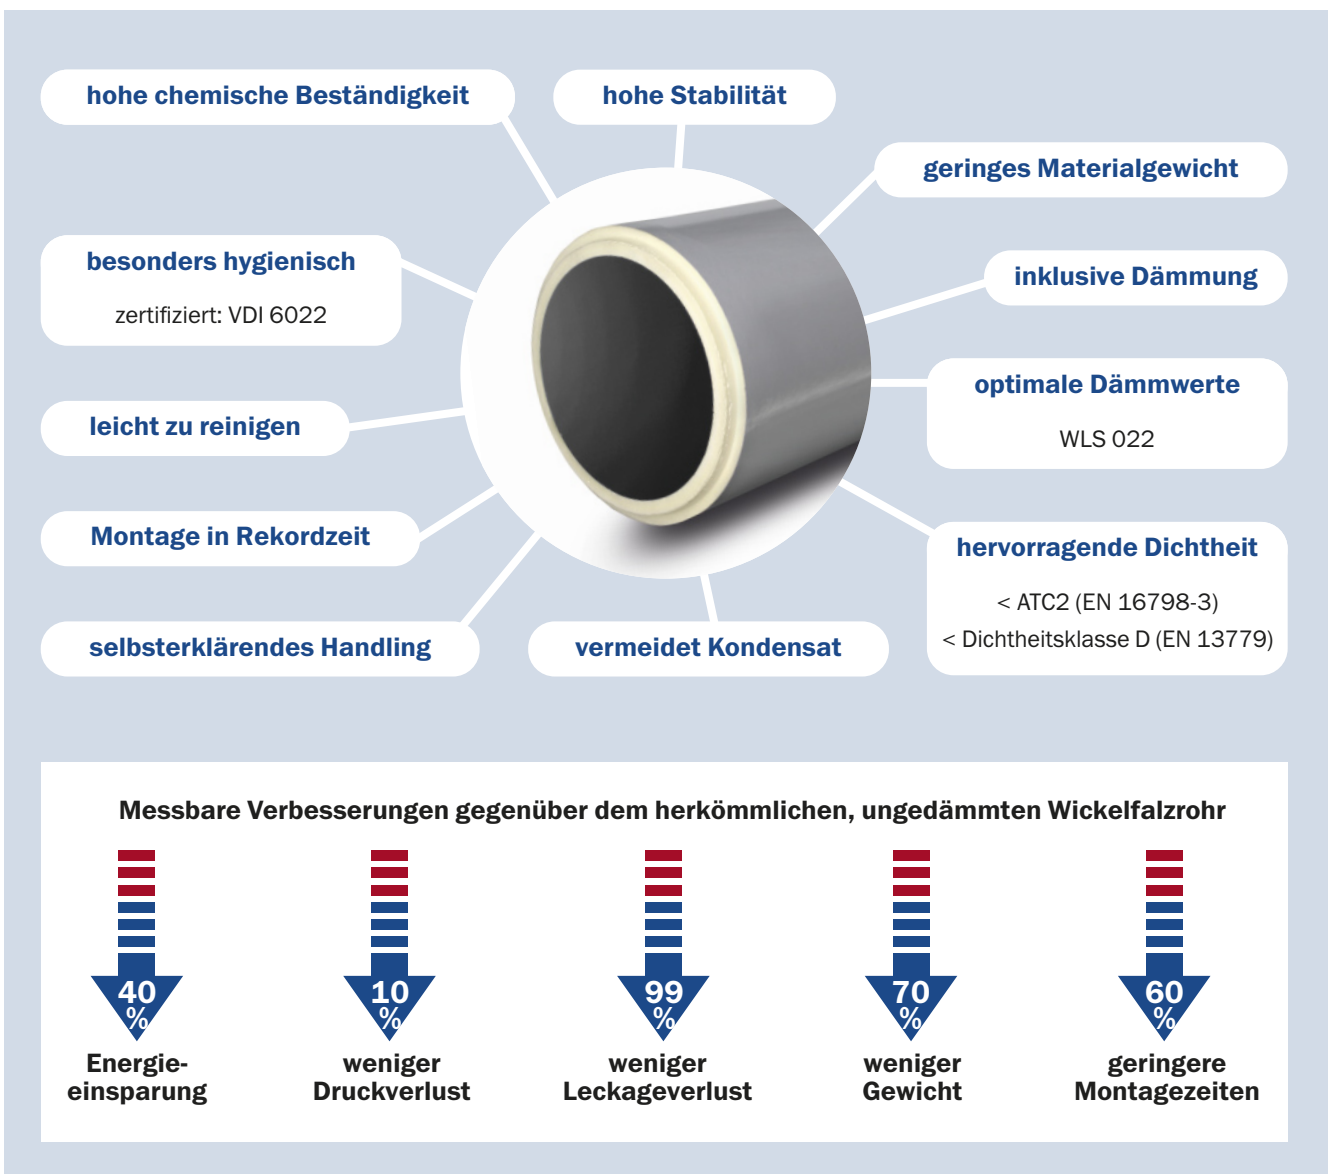 hohe chemische Beständigkeit
hohe Stabilität
geringes Materialgewicht
besonders hygienisch
zertifiziert: VDI 6022
inklusive Dämmung
optimale Dämmwerte
WLS 022
leicht zu reinigen
Montage in Rekordzeit
hervorragende Dichtheit
< ATC2 (EN 16798-3)
< Dichtheitsklasse D (EN 13779)
selbsterklärendes Handling
vermeidet Kondensat
Messbare Verbesserungen gegenüber dem herkömmlichen, ungedämmten Wickelfalzrohr
40
%
Energie-
einsparung
10
%
weniger
Druckverlust
99
%
weniger
Leckageverlust
70
%
weniger
Gewicht
60
%
geringere
Montagezeiten